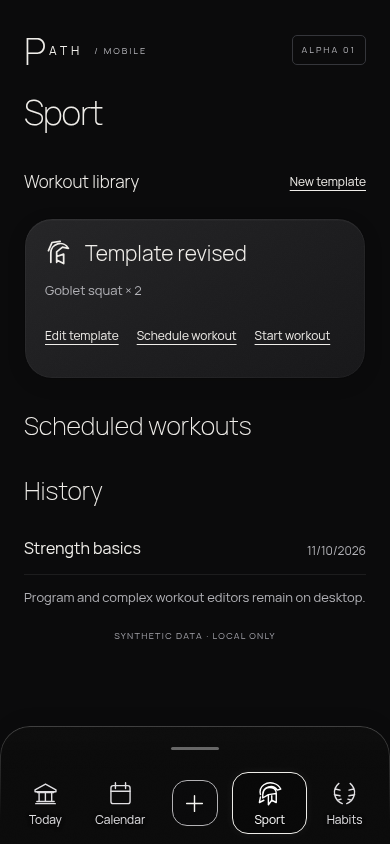 PATH / MOBILE ALPHA 01
Sport
Workout library New template
Template revised
Goblet squat × 2
Edit template Schedule workout Start workout
Scheduled workouts
History
Strength basics 11/10/2026
Program and complex workout editors remain on desktop.
SYNTHETIC DATA · LOCAL ONLY
Today Calendar Sport Habits